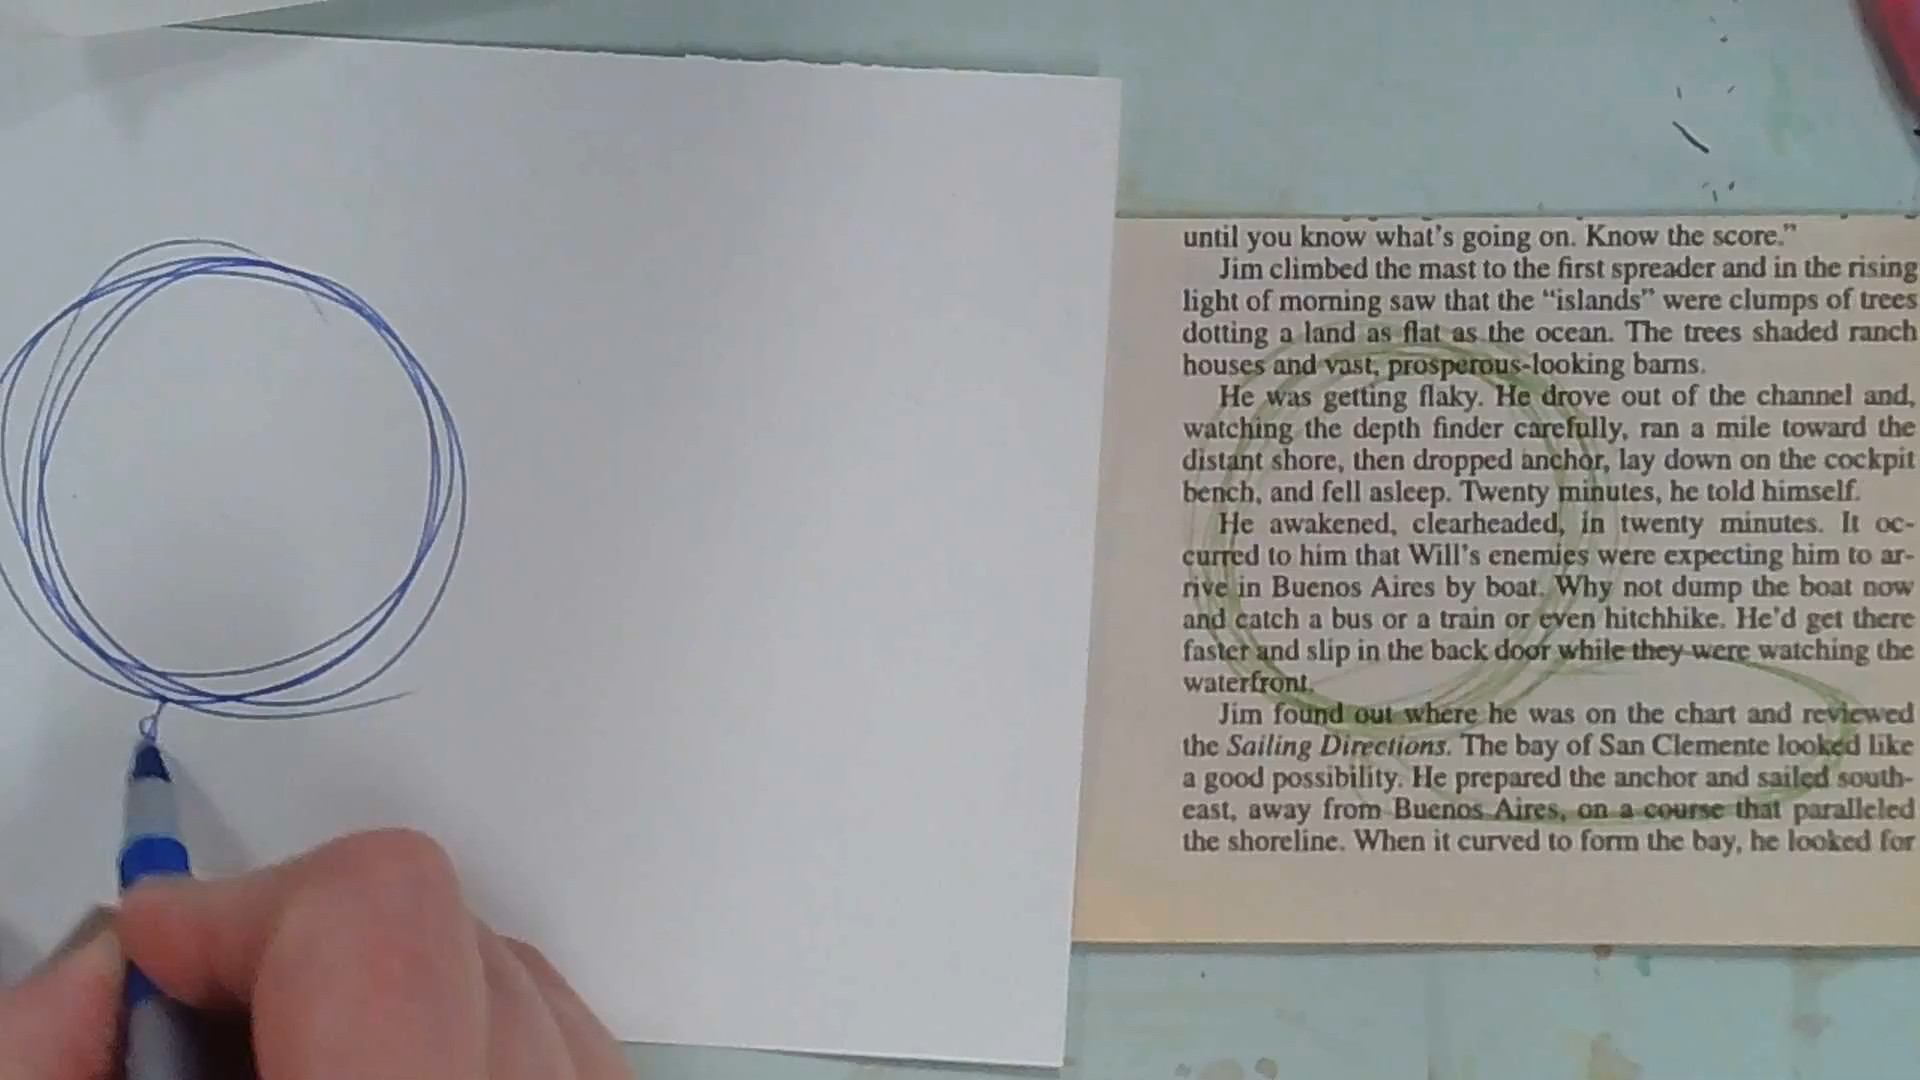 until you know what's going on. Know the score.”
Jim climbed the mast to the first spreader and in the rising
light of morning saw that the “islands” were clumps of trees
dotting a land as flat as the ocean. The trees shaded ranch
houses and vast, prosperous-looking barns.
He was getting flaky. He drove out of the channel and,
watching the depth finder carefully, ran a mile toward the
distant shore, then dropped anchor, lay down on the cockpit
bench, and fell asleep. Twenty minutes, he told himself.
He awakened, clearheaded, in twenty minutes. It oc-
curred to him that Will's enemies were expecting him to ar-
rive in Buenos Aires by boat. Why not dump the boat now
and catch a bus or a train or even hitchhike. He'd get there
faster and slip in the back door while they were watching the
waterfront.
Jim found out where he was on the chart and reviewed
the Sailing Directions. The bay of San Clemente looked like
a good possibility. He prepared the anchor and sailed south-
east, away from Buenos Aires, on a course that paralleled
the shoreline. When it curved to form the bay, he looked for